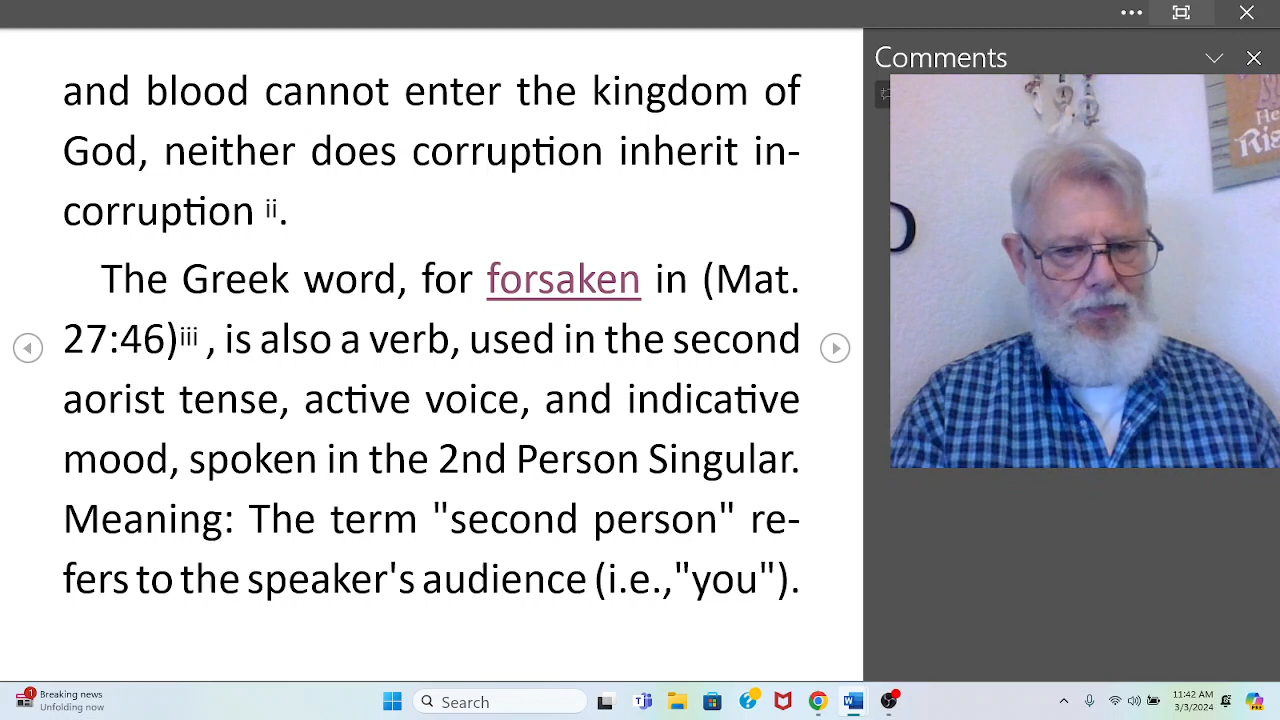 Comments
and blood cannot enter the kingdom of
God, neither does corruption inherit in-
corruption ii.
The Greek word, for forsaken in (Mat.
27:46)iii , is also a verb, used in the second
aorist tense, active voice, and indicative
mood, spoken in the 2nd Person Singular.
Meaning: The term "second person" re-
fers to the speaker's audience (i.e.,"you").
He
Ris
D
1
Breaking news
Unfolding now
Search
11:42 AM
3/3/2024